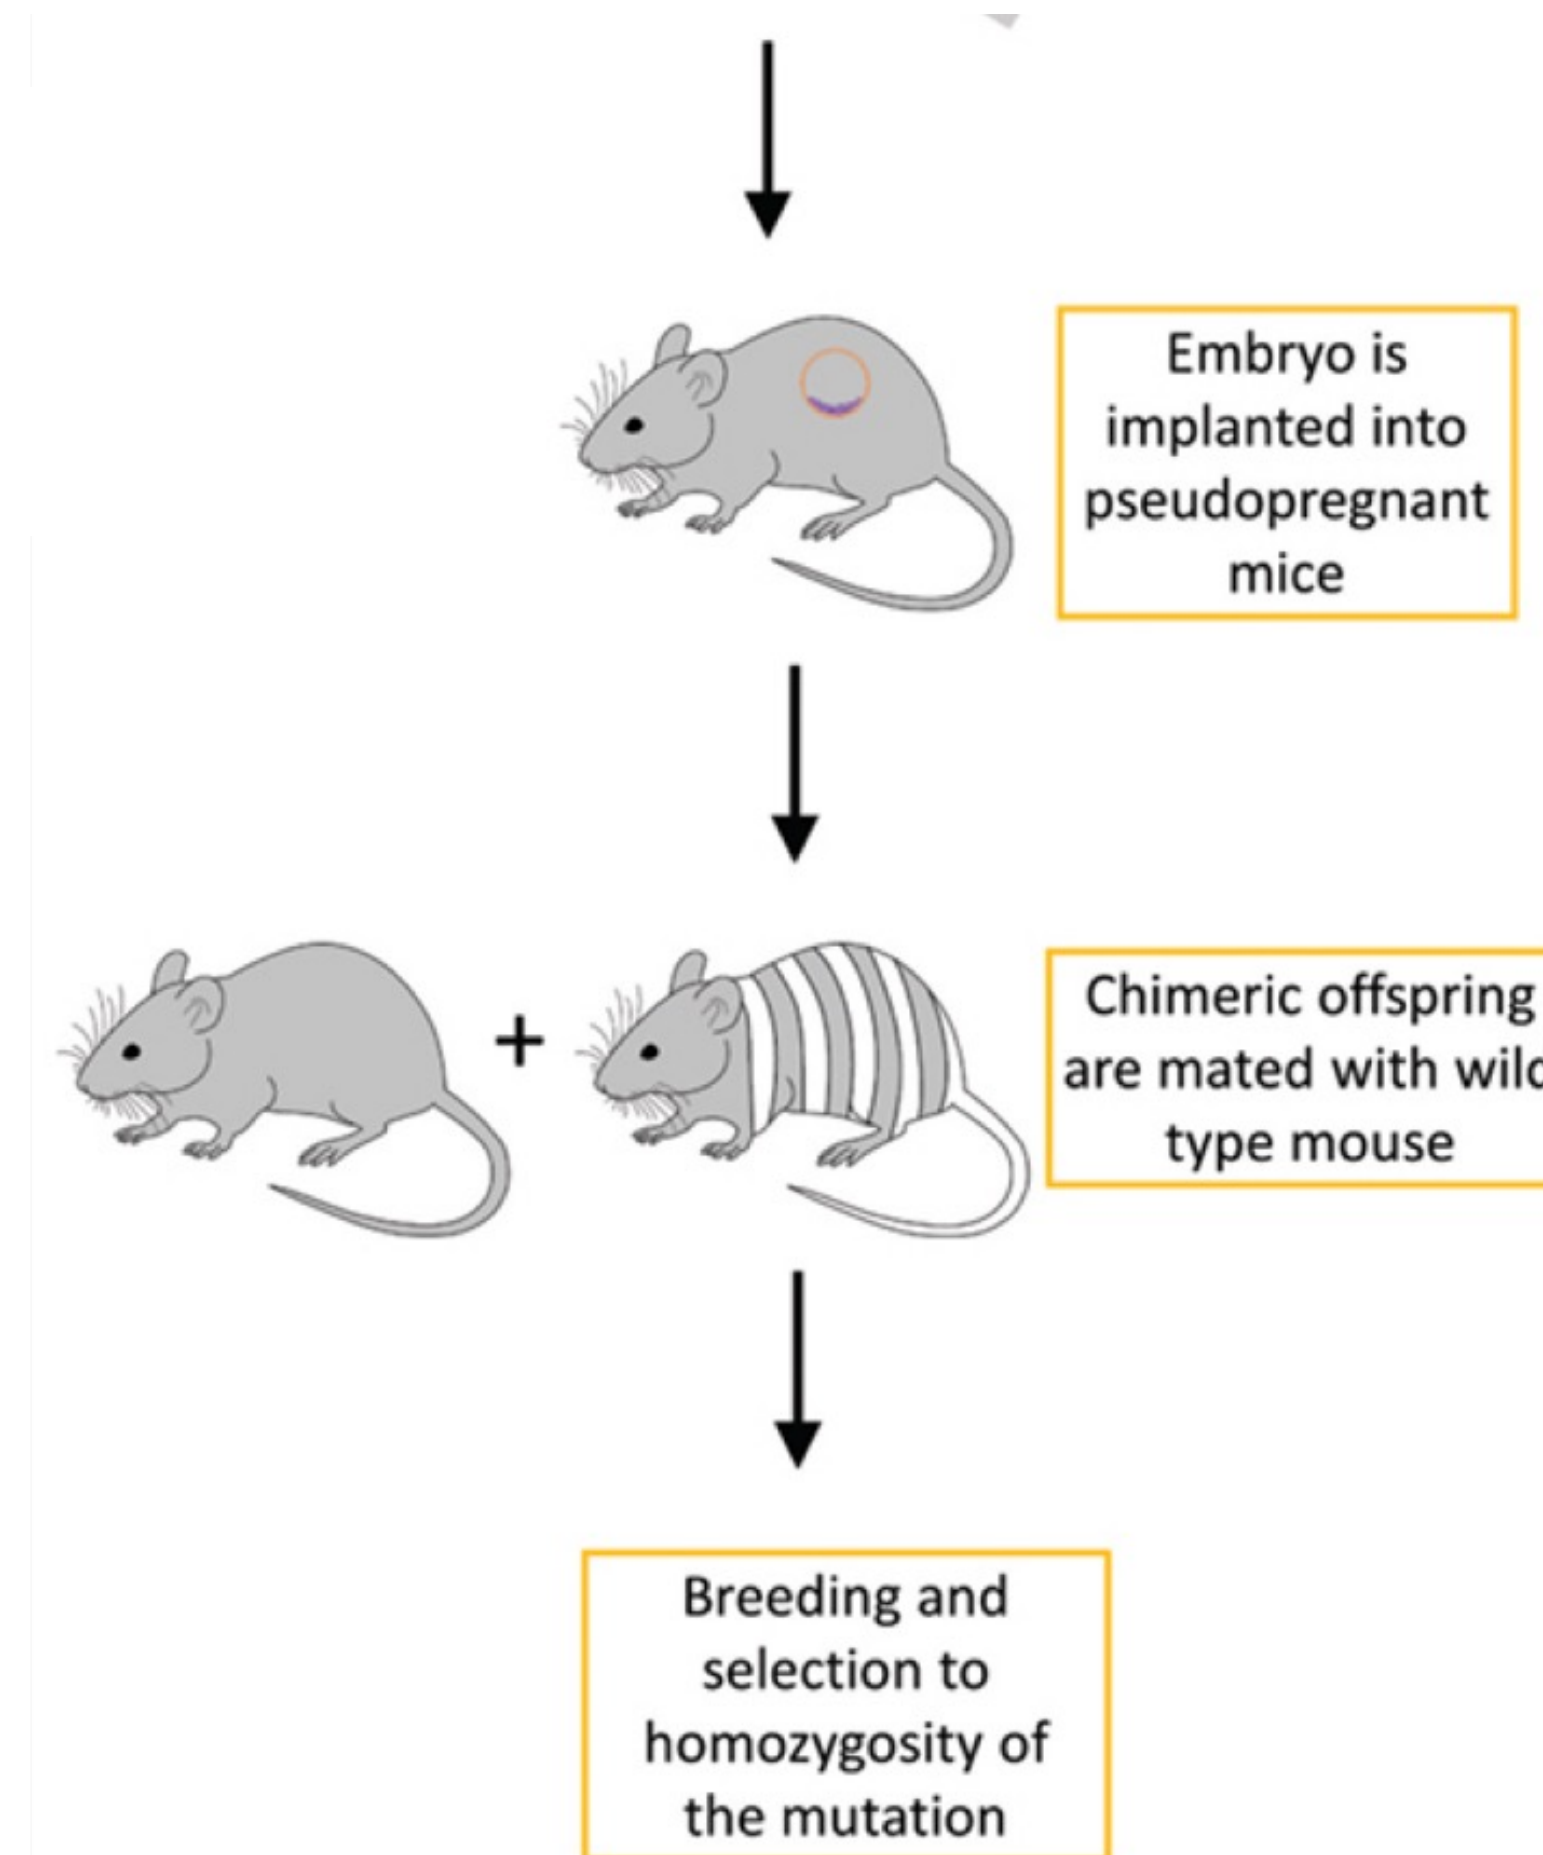 Embryo is
implanted into
pseudopregnant
mice
+
Chimeric offspring
are mated with wild
type mouse
Breeding and
selection to
homozygosity of
the mutation